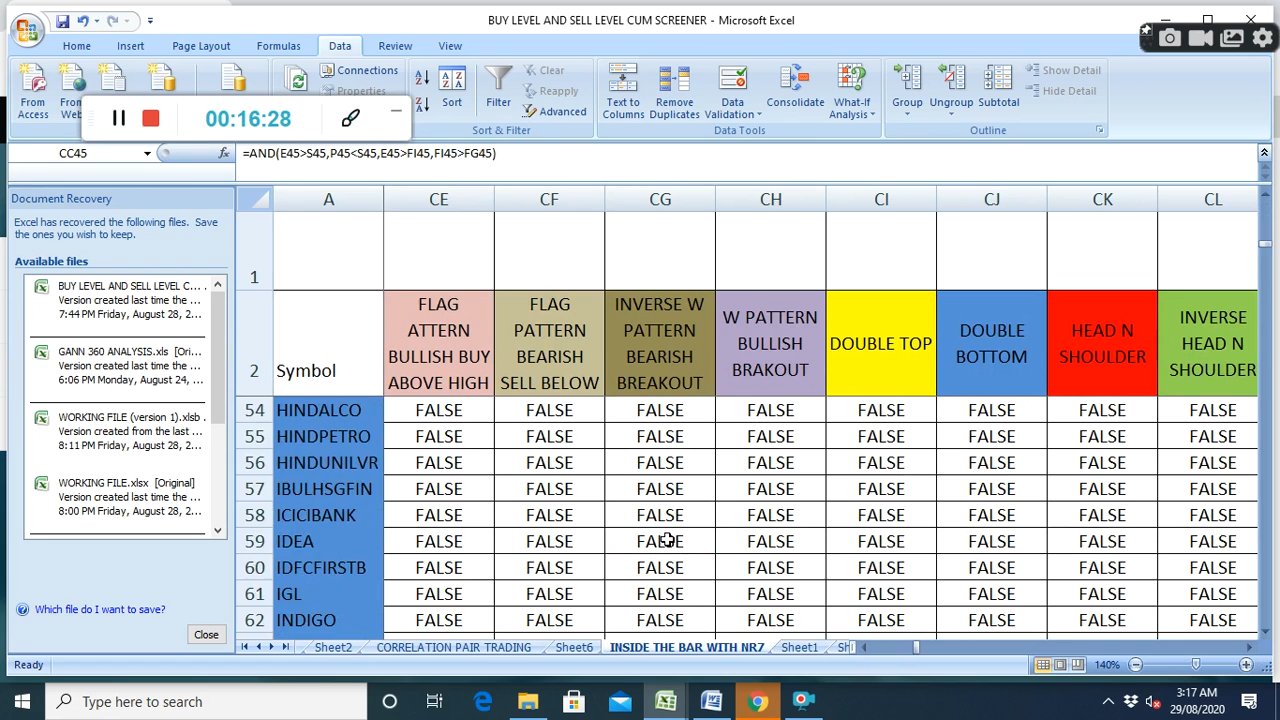 BUY LEVEL AND SELL LEVEL CUM SCREENER - Microsoft Excel
Home Insert Page Layout Formulas Data Review View
From Access
From Web
Connections
Properties
Sort
Filter
Clear
Reapply
Advanced
Sort & Filter
Text to Columns
Remove Duplicates
Data Validation
Consolidate
What-If Analysis
Data Tools
Group
Ungroup
Subtotal
Show Detail
Hide Detail
Outline
00:16:28
CC45 fx =AND(E45>S45,P45<S45,E45>FI45,FI45>FG45)
Document Recovery
Excel has recovered the following files. Save
the ones you wish to keep.
Available files
BUY LEVEL AND SELL LEVEL C...
Version created last time the ...
7:44 PM Friday, August 28, 2...
GANN 360 ANALYSIS.xls [Ori...
Version created last time the ...
6:06 PM Monday, August 24, ...
WORKING FILE (version 1).xlsb ...
Version created from the last ...
8:11 PM Friday, August 28, 2...
WORKING FILE.xlsx [Original]
Version created last time the ...
8:00 PM Friday, August 28, 2...
Which file do I want to save?
Close
A CE CF CG CH CI CJ CK CL
1
2 Symbol
FLAG ATTERN BULLISH BUY ABOVE HIGH
FLAG PATTERN BEARISH SELL BELOW
INVERSE W PATTERN BEARISH BREAKOUT
W PATTERN BULLISH BRAKOUT
DOUBLE TOP
DOUBLE BOTTOM
HEAD N SHOULDER
INVERSE HEAD N SHOULDER
54 HINDALCO FALSE FALSE FALSE FALSE FALSE FALSE FALSE FALSE
55 HINDPETRO FALSE FALSE FALSE FALSE FALSE FALSE FALSE FALSE
56 HINDUNILVR FALSE FALSE FALSE FALSE FALSE FALSE FALSE FALSE
57 IBULHSGFIN FALSE FALSE FALSE FALSE FALSE FALSE FALSE FALSE
58 ICICIBANK FALSE FALSE FALSE FALSE FALSE FALSE FALSE FALSE
59 IDEA FALSE FALSE FALSE FALSE FALSE FALSE FALSE FALSE
60 IDFCFIRSTB FALSE FALSE FALSE FALSE FALSE FALSE FALSE FALSE
61 IGL FALSE FALSE FALSE FALSE FALSE FALSE FALSE FALSE
62 INDIGO FALSE FALSE FALSE FALSE FALSE FALSE FALSE FALSE
Sheet2 CORRELATION PAIR TRADING Sheet6 INSIDE THE BAR WITH NR7 Sheet1 Sh
Ready 140%
Type here to search
3:17 AM
29/08/2020